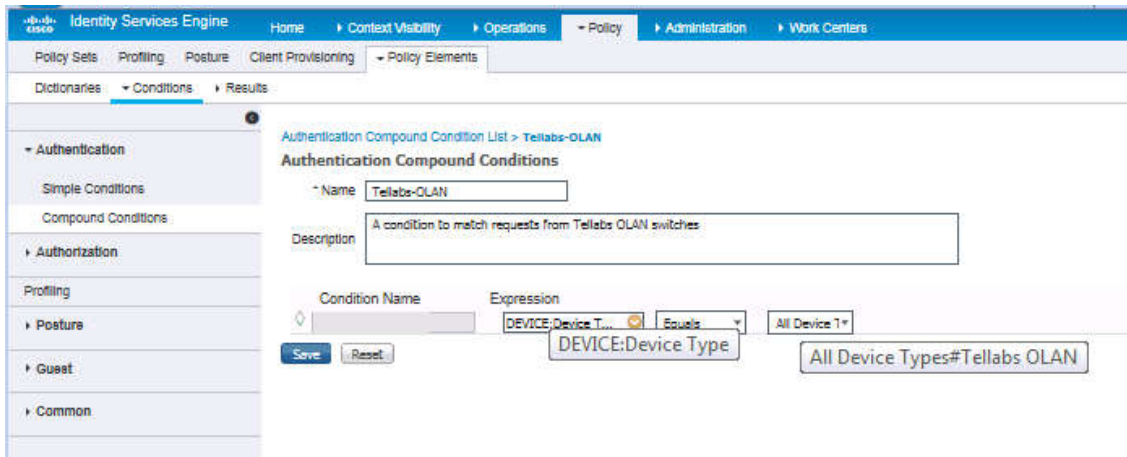 cisco Identity Services Engine Home Context Visibility Operations Policy Administration Work Centers
Policy Sets Profiling Posture Client Provisioning Policy Elements
Dictionaries Conditions Results
Authentication
Simple Conditions
Compound Conditions
Authorization
Profiling
Posture
Guest
Common
Authentication Compound Condition List > Tellabs-OLAN
Authentication Compound Conditions
* Name Tellabs-OLAN
Description A condition to match requests from Tellabs OLAN switches
Condition Name Expression
DEVICE:Device T... Equals All Device T
DEVICE:Device Type
All Device Types#Tellabs OLAN
Save Reset